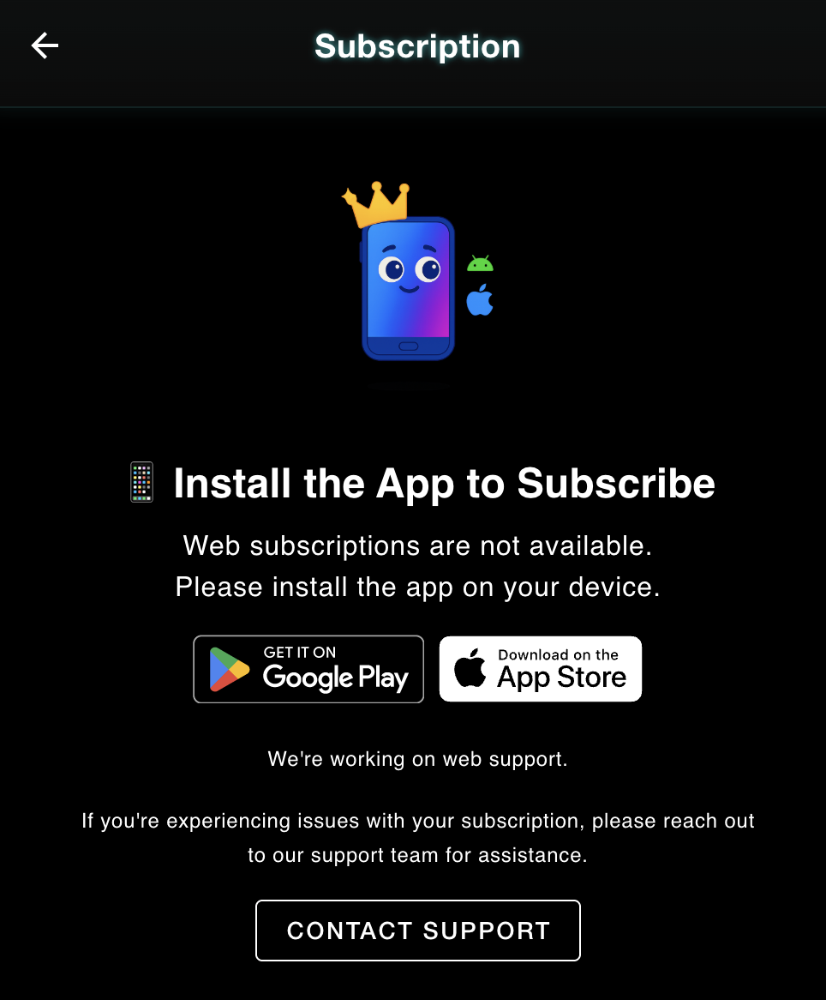 Subscription
📱 Install the App to Subscribe
Web subscriptions are not available.
Please install the app on your device.
GET IT ON
Google Play
Download on the
App Store
We're working on web support.
If you're experiencing issues with your subscription, please reach out
to our support team for assistance.
CONTACT SUPPORT